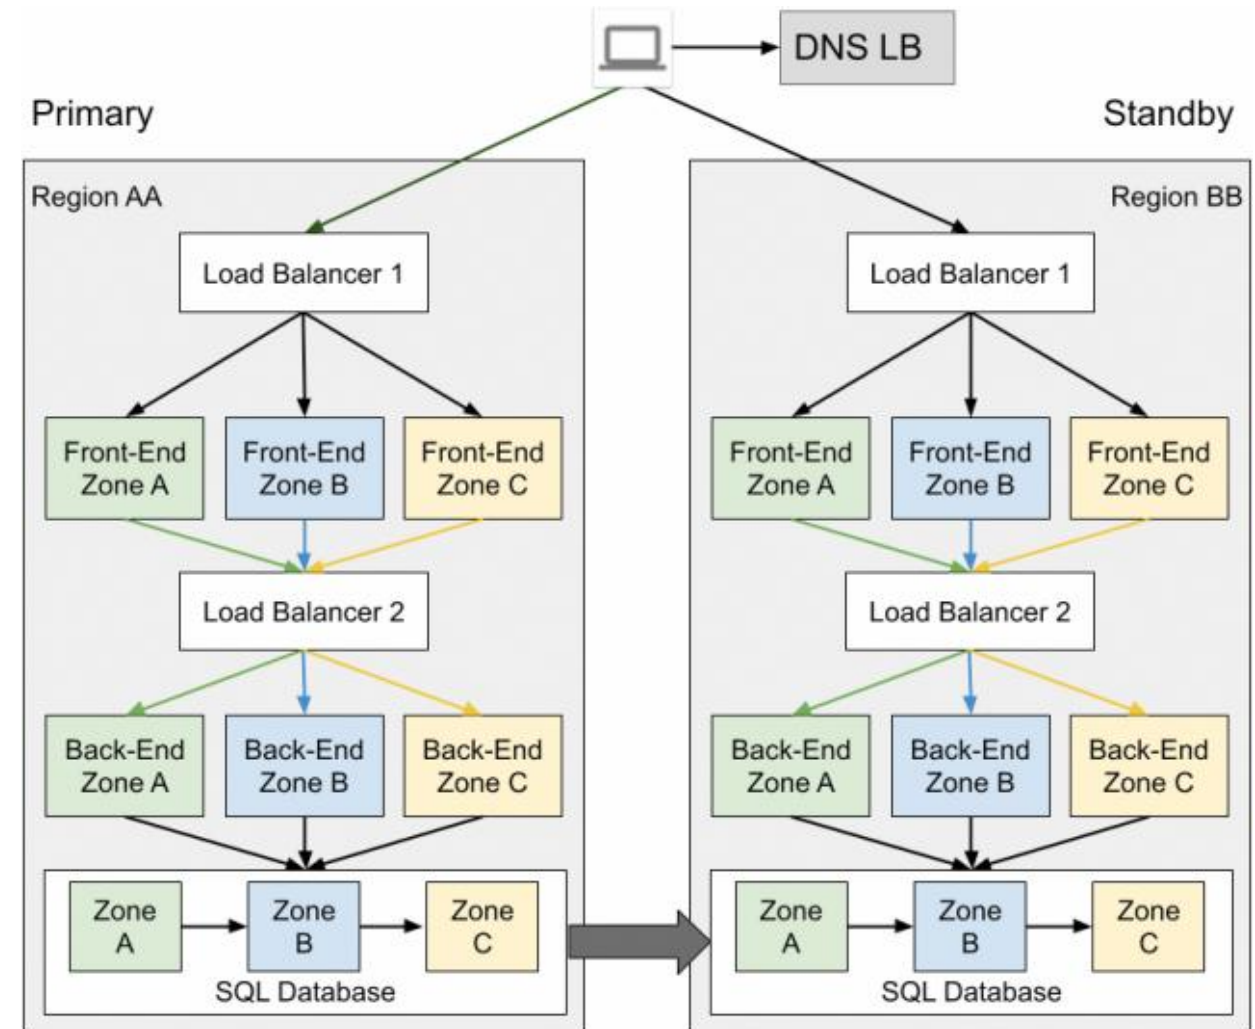 DNS LB
Primary
Standby
Region AA
Load Balancer 1
Front-End
Zone A
Front-End
Zone B
Front-End
Zone C
Load Balancer 2
Back-End
Zone A
Back-End
Zone B
Back-End
Zone C
Zone
A
Zone
B
Zone
C
SQL Database
Region BB
Load Balancer 1
Front-End
Zone A
Front-End
Zone B
Front-End
Zone C
Load Balancer 2
Back-End
Zone A
Back-End
Zone B
Back-End
Zone C
Zone
A
Zone
B
Zone
C
SQL Database